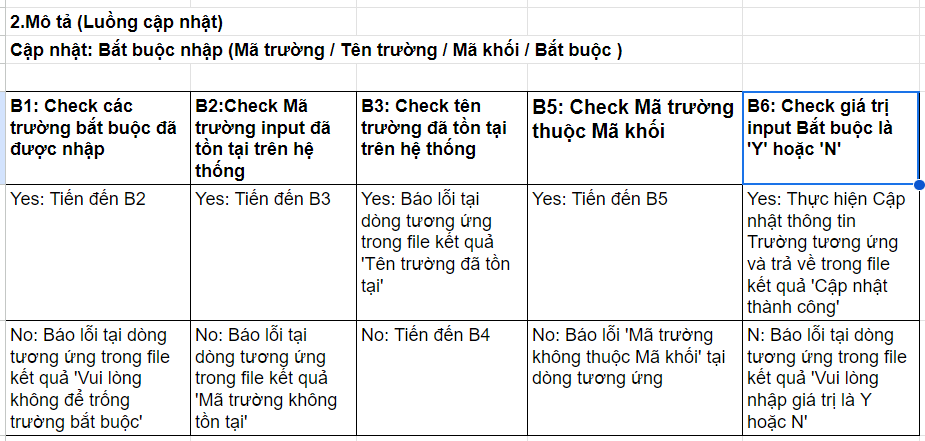 2.Mô tả (Luồng cập nhật)
Cập nhật: Bắt buộc nhập (Mã trường / Tên trường / Mã khối / Bắt buộc )
B1: Check các
trường bắt buộc đã
được nhập
B2:Check Mã
trường input đã
tồn tại trên hệ
thống
B3: Check tên
trường đã tồn tại
trên hệ thống
B5: Check Mã trường
thuộc Mã khối
B6: Check giá trị
input Bắt buộc là
'Y' hoặc 'N'
Yes: Tiến đến B2
Yes: Tiến đến B3
Yes: Báo lỗi tại
dòng tương ứng
trong file kết quả
'Tên trường đã tồn
tại'
Yes: Tiến đến B5
Yes: Thực hiện Cập
nhật thông tin
Trường tương ứng
và trả về trong file
kết quả 'Cập nhật
thành công'
No: Báo lỗi tại dòng
tương ứng trong file
kết quả 'Vui lòng
không để trống
trường bắt buộc'
No: Báo lỗi tại
dòng tương ứng
trong file kết quả
'Mã trường không
tồn tại'
No: Tiến đến B4
No: Báo lỗi 'Mã trường
không thuộc Mã khối' tại
dòng tương ứng
N: Báo lỗi tại dòng
tương ứng trong file
kết quả 'Vui lòng
nhập giá trị là Y
hoặc N'